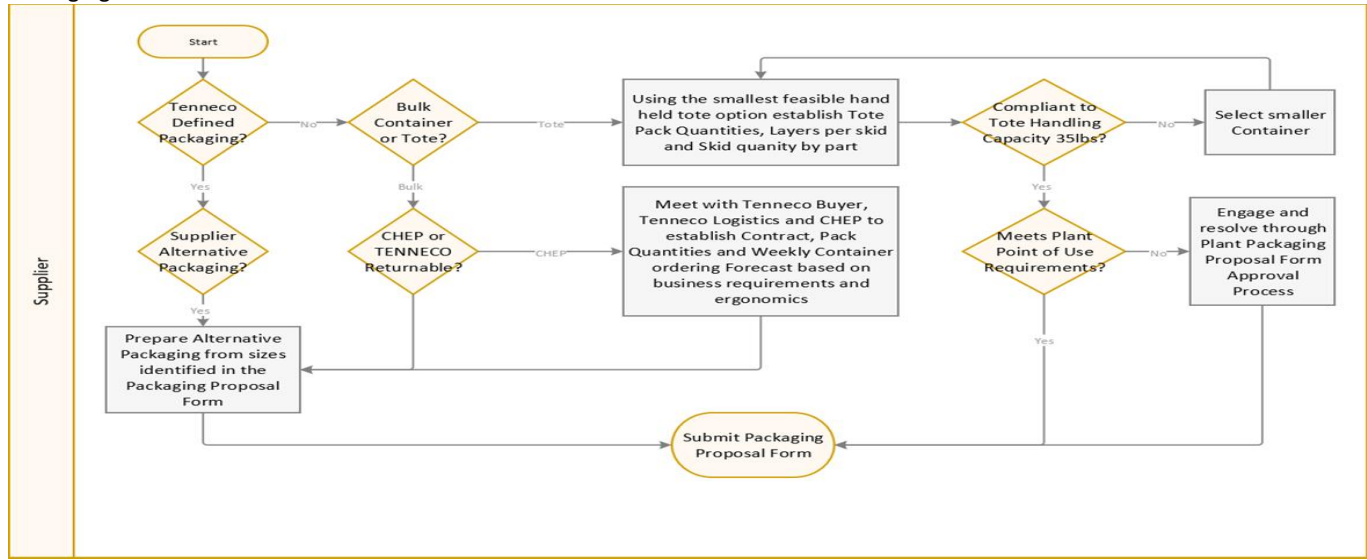 Start
Tenneco
Defined
Packaging?
No
Bulk
Container
or Tote?
Tote
Using the smallest feasible hand
held tote option establish Tote
Pack Quantities, Layers per skid
and Skid quanity by part
Compliant to
Tote Handling
Capacity 35lbs?
No
Select smaller
Container
Yes
Bulk
Yes
Supplier
Alternative
Packaging?
CHEP or
TENNECO
Returnable?
CHEP
Meet with Tenneco Buyer,
Tenneco Logistics and CHEP to
establish Contract, Pack
Quantities and Weekly Container
ordering Forecast based on
business requirements and
ergonomics
Meets Plant
Point of Use
Requirements?
No
Engage and
resolve through
Plant Packaging
Proposal Form
Approval
Process
Yes
Yes
Prepare Alternative
Packaging from sizes
identified in the
Packaging Proposal
Form
Submit Packaging
Proposal Form
Supplier